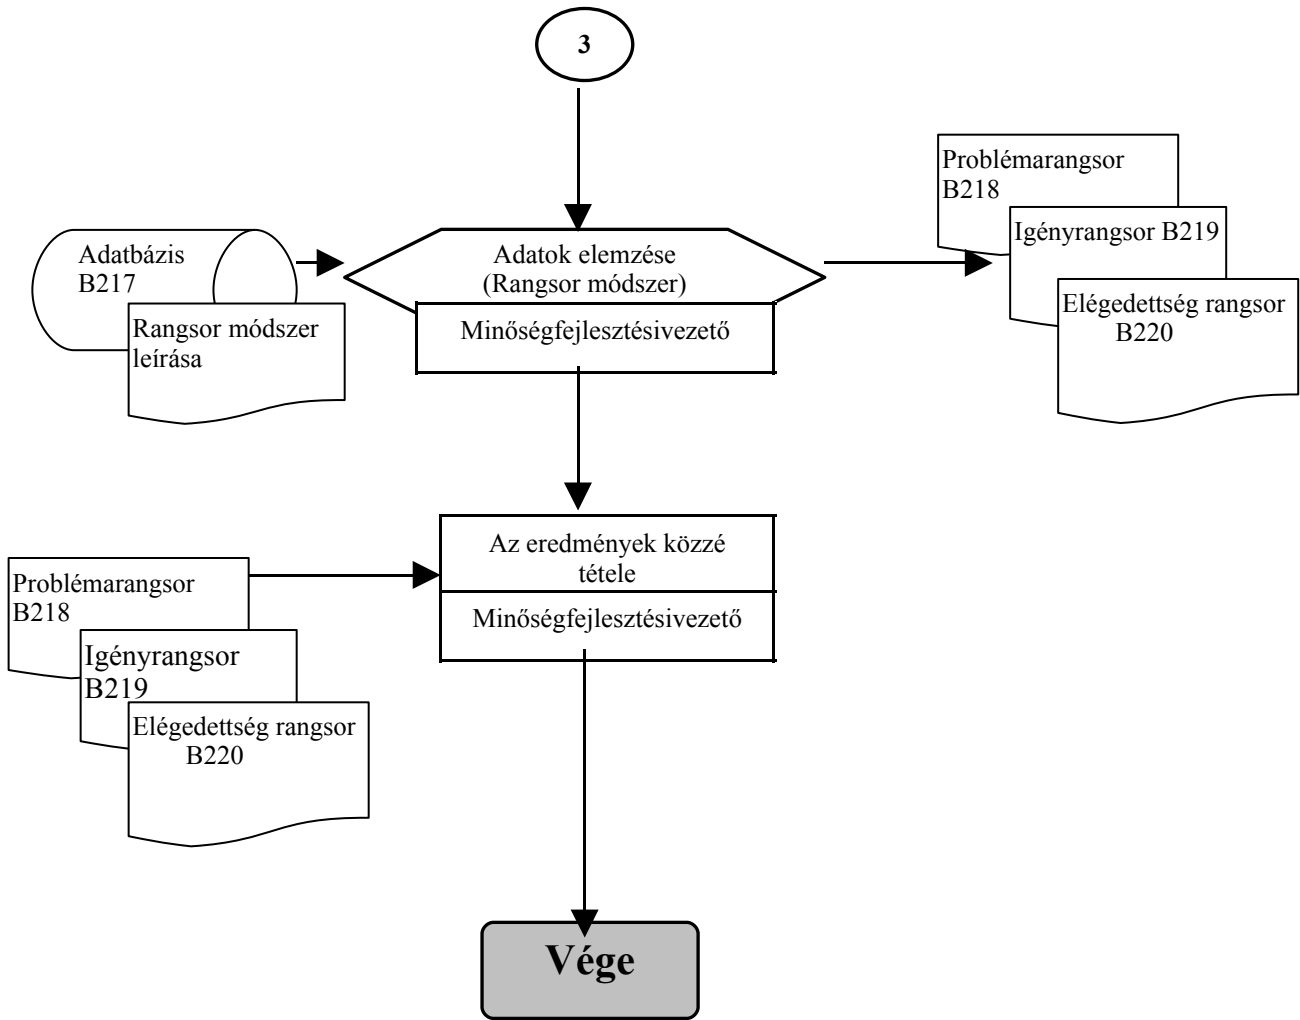 3
Problémarangsor
B218
Igényrangsor B219
Elégedettség rangsor
B220
Adatbázis
B217
Rangsor módszer
leírása
Adatok elemzése
(Rangsor módszer)
Minőségfejlesztésivezető
Az eredmények közzé
tétele
Minőségfejlesztésivezető
Problémarangsor
B218
Igényrangsor
B219
Elégedettség rangsor
B220
Vége